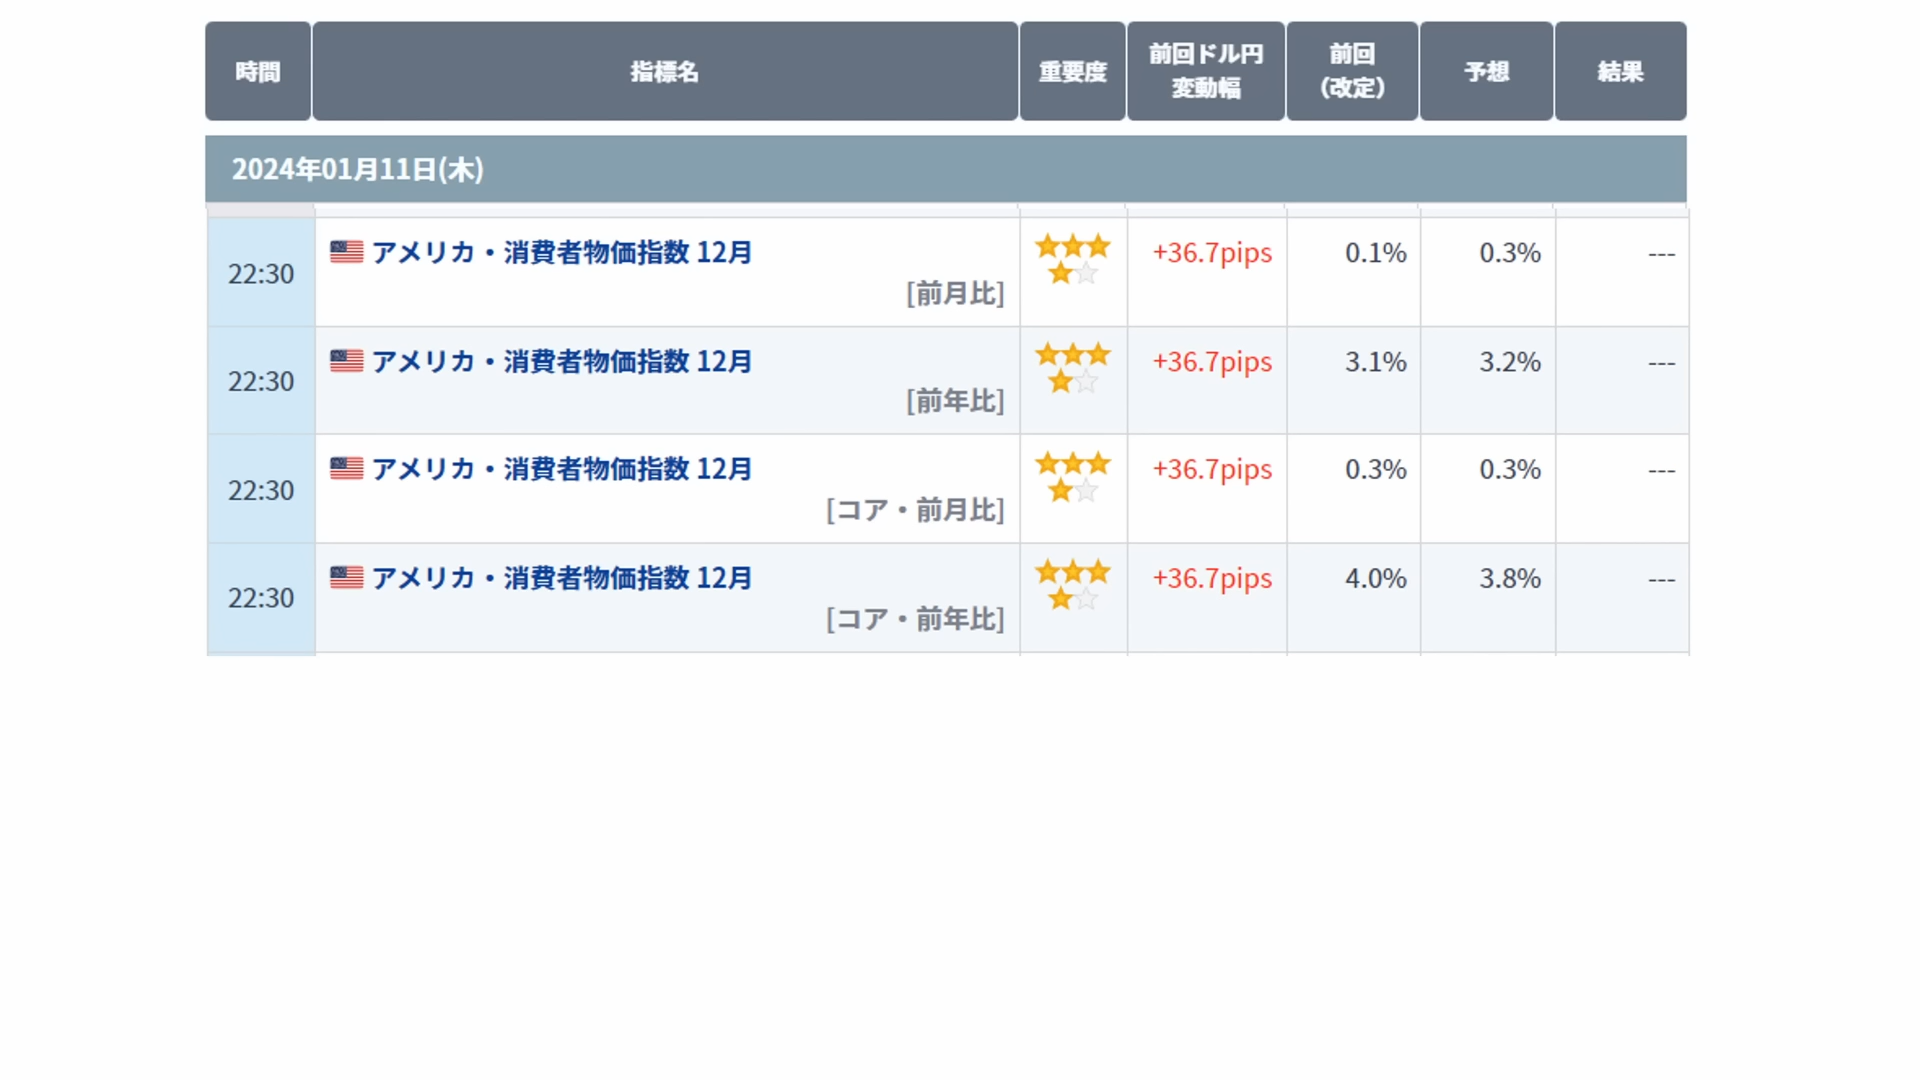 時間 指標名 重要度 前回ドル円 変動幅 前回 (改定) 予想 結果
2024年01月11日(木)
22:30 アメリカ・消費者物価指数 12月 +36.7pips 0.1% 0.3% ---
[前月比]
22:30 アメリカ・消費者物価指数 12月 +36.7pips 3.1% 3.2% ---
[前年比]
22:30 アメリカ・消費者物価指数 12月 +36.7pips 0.3% 0.3% ---
[コア・前月比]
22:30 アメリカ・消費者物価指数 12月 +36.7pips 4.0% 3.8% ---
[コア・前年比]